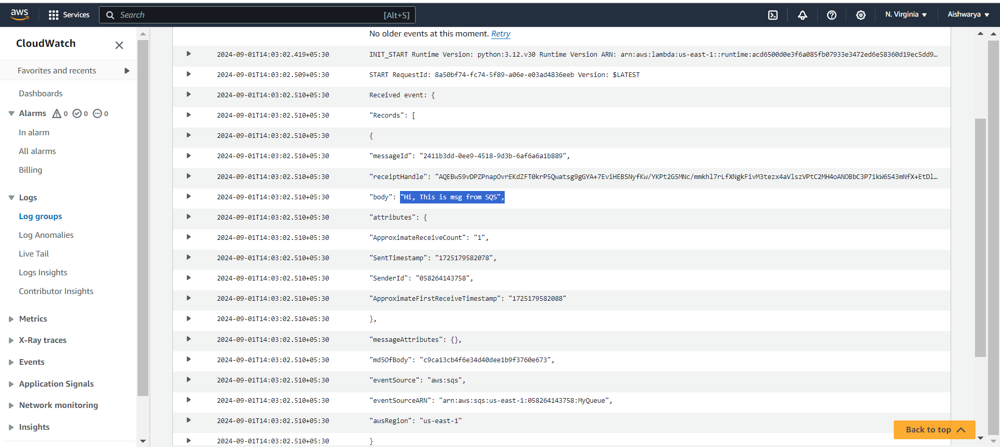 aws Services Search [Alt+S] N. Virginia Aishwarya
CloudWatch
Favorites and recents
Dashboards
Alarms 0 0 0
In alarm
All alarms
Billing
Logs
Log groups
Log Anomalies
Live Tail
Logs Insights
Contributor Insights
Metrics
X-Ray traces
Events
Application Signals
Network monitoring
Insights
No older events at this moment. Retry
2024-09-01T14:03:02.419+05:30 INIT_START Runtime Version: python:3.12.v30 Runtime Version ARN: arn:aws:lambda:us-east-1::runtime:acd6500d0e3f6a085fb07933e3472ed6e58360d19ec5dd9…
2024-09-01T14:03:02.509+05:30 START RequestId: 8a50bf74-fc74-5f89-a06e-e03ad4836eeb Version: $LATEST
2024-09-01T14:03:02.510+05:30 Received event: {
2024-09-01T14:03:02.510+05:30 "Records": [
2024-09-01T14:03:02.510+05:30 {
2024-09-01T14:03:02.510+05:30 "messageId": "2411b3dd-0ee9-4518-9d3b-6af6a6a1b889",
2024-09-01T14:03:02.510+05:30 "receiptHandle": "AQEBw59vDPZPnapOvrEKdZFT0krP5Qwatsg9gGYA+7EviHEBSNyfKw/YKPt2G5MNc/mmkhl7rLfXNgkFivM3tezx4aVlszVPtC2MH4oANOBbC3P71kW6S43mNfX+EtDl…
2024-09-01T14:03:02.510+05:30 "body": "Hi, This is msg from SQS",
2024-09-01T14:03:02.510+05:30 "attributes": {
2024-09-01T14:03:02.510+05:30 "ApproximateReceiveCount": "1",
2024-09-01T14:03:02.510+05:30 "SentTimestamp": "1725179582078",
2024-09-01T14:03:02.510+05:30 "SenderId": "058264143758",
2024-09-01T14:03:02.510+05:30 "ApproximateFirstReceiveTimestamp": "1725179582088"
2024-09-01T14:03:02.510+05:30 },
2024-09-01T14:03:02.510+05:30 "messageAttributes": {},
2024-09-01T14:03:02.510+05:30 "md5OfBody": "c9ca13cb4f6e34d40dee1b9f3760e673",
2024-09-01T14:03:02.510+05:30 "eventSource": "aws:sqs",
2024-09-01T14:03:02.510+05:30 "eventSourceARN": "arn:aws:sqs:us-east-1:058264143758:MyQueue",
2024-09-01T14:03:02.510+05:30 "awsRegion": "us-east-1"
2024-09-01T14:03:02.510+05:30 }
Back to top